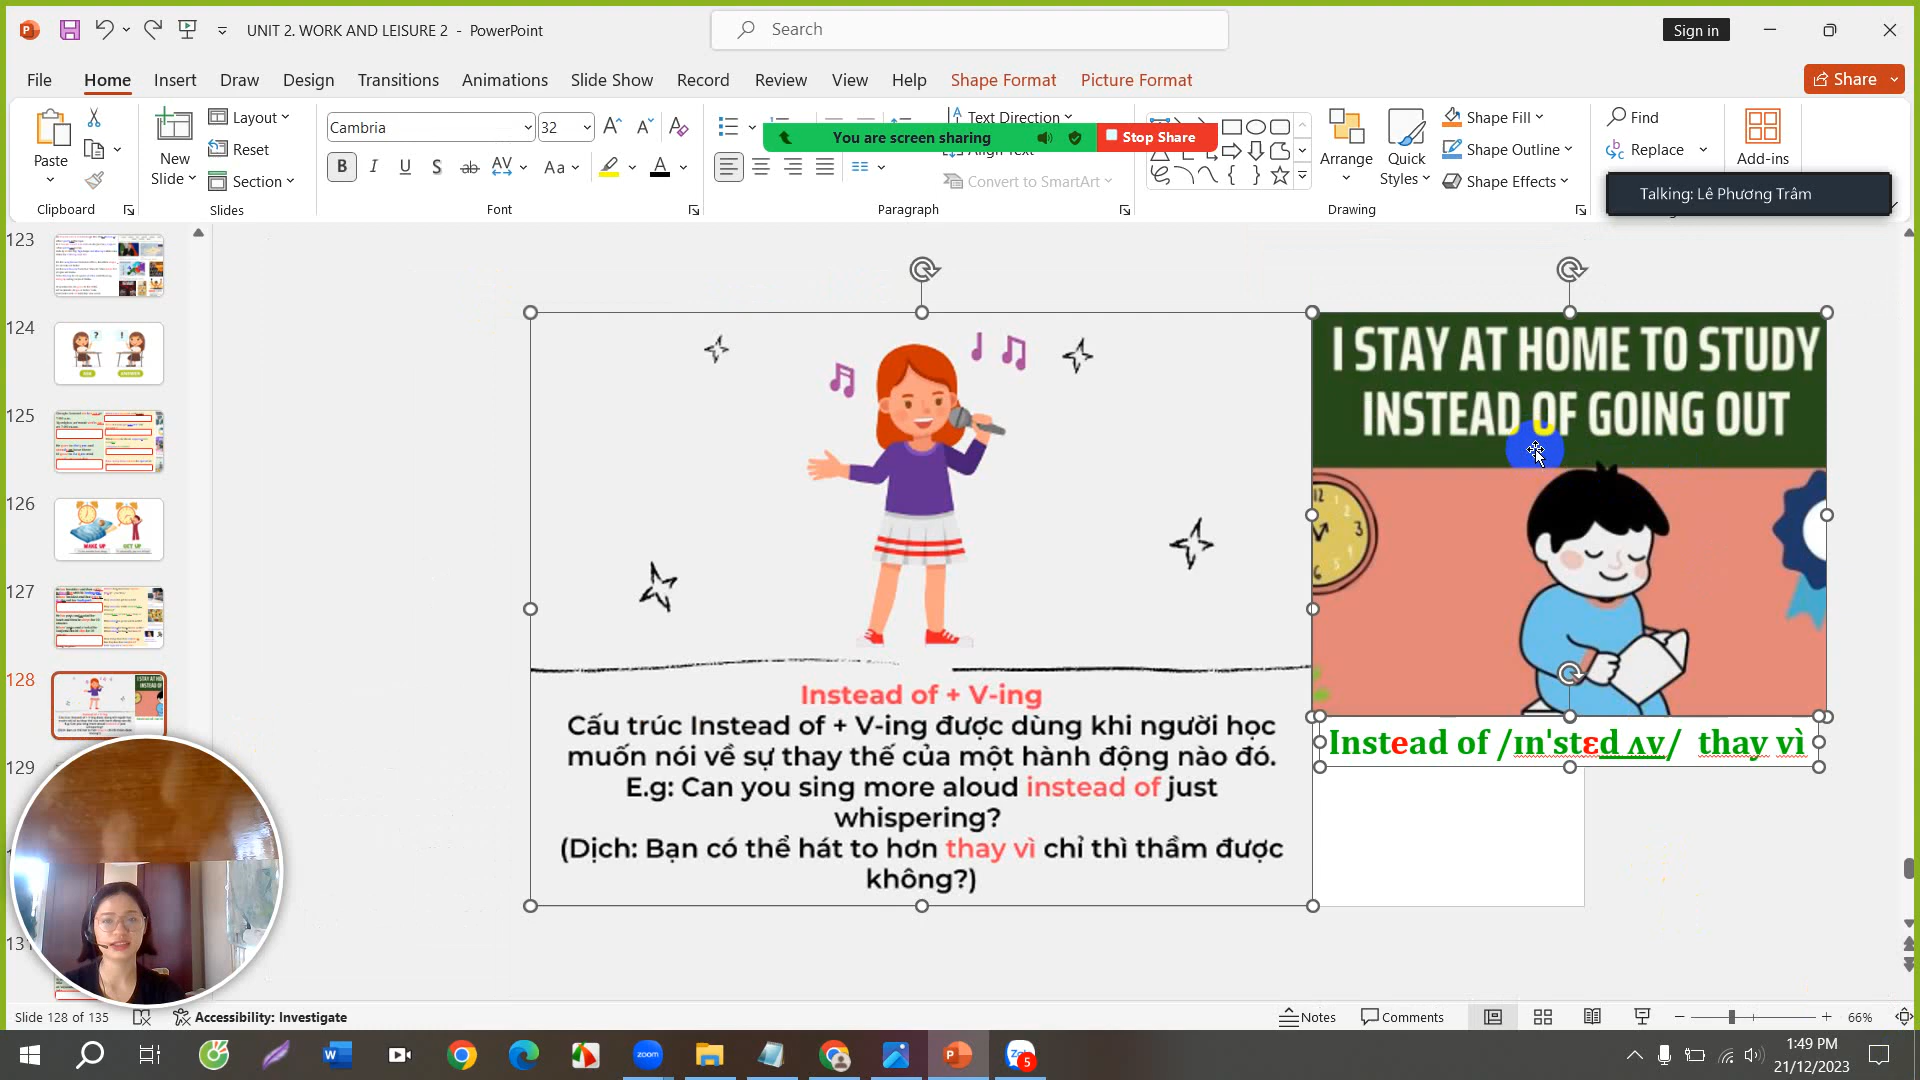 UNIT 2. WORK AND LEISURE 2 - PowerPoint
Search
Sign in
File Home Insert Draw Design Transitions Animations Slide Show Record Review View Help Shape Format Picture Format
Share
Paste
New
Slide
Layout
Reset
Section
Cambria
32
Text Direction
Convert to SmartArt
You are screen sharing
Stop Share
Arrange
Quick
Styles
Shape Fill
Shape Outline
Shape Effects
Find
Replace
Add-ins
Talking: Lê Phương Trâm
Clipboard
Slides
Font
Paragraph
Drawing
123
124
125
126
127
128
129
I STAY AT HOME TO STUDY
INSTEAD OF GOING OUT
Instead of /ɪnˈstɛd ʌv/ thay vì
Instead of + V-ing
Cấu trúc Instead of + V-ing được dùng khi người học
muốn nói về sự thay thế của một hành động nào đó.
E.g: Can you sing more aloud instead of just
whispering?
(Dịch: Bạn có thể hát to hơn thay vì chỉ thì thầm được
không?)
Slide 128 of 135
Accessibility: Investigate
Notes
Comments
66%
zoom
5
1:49 PM
21/12/2023